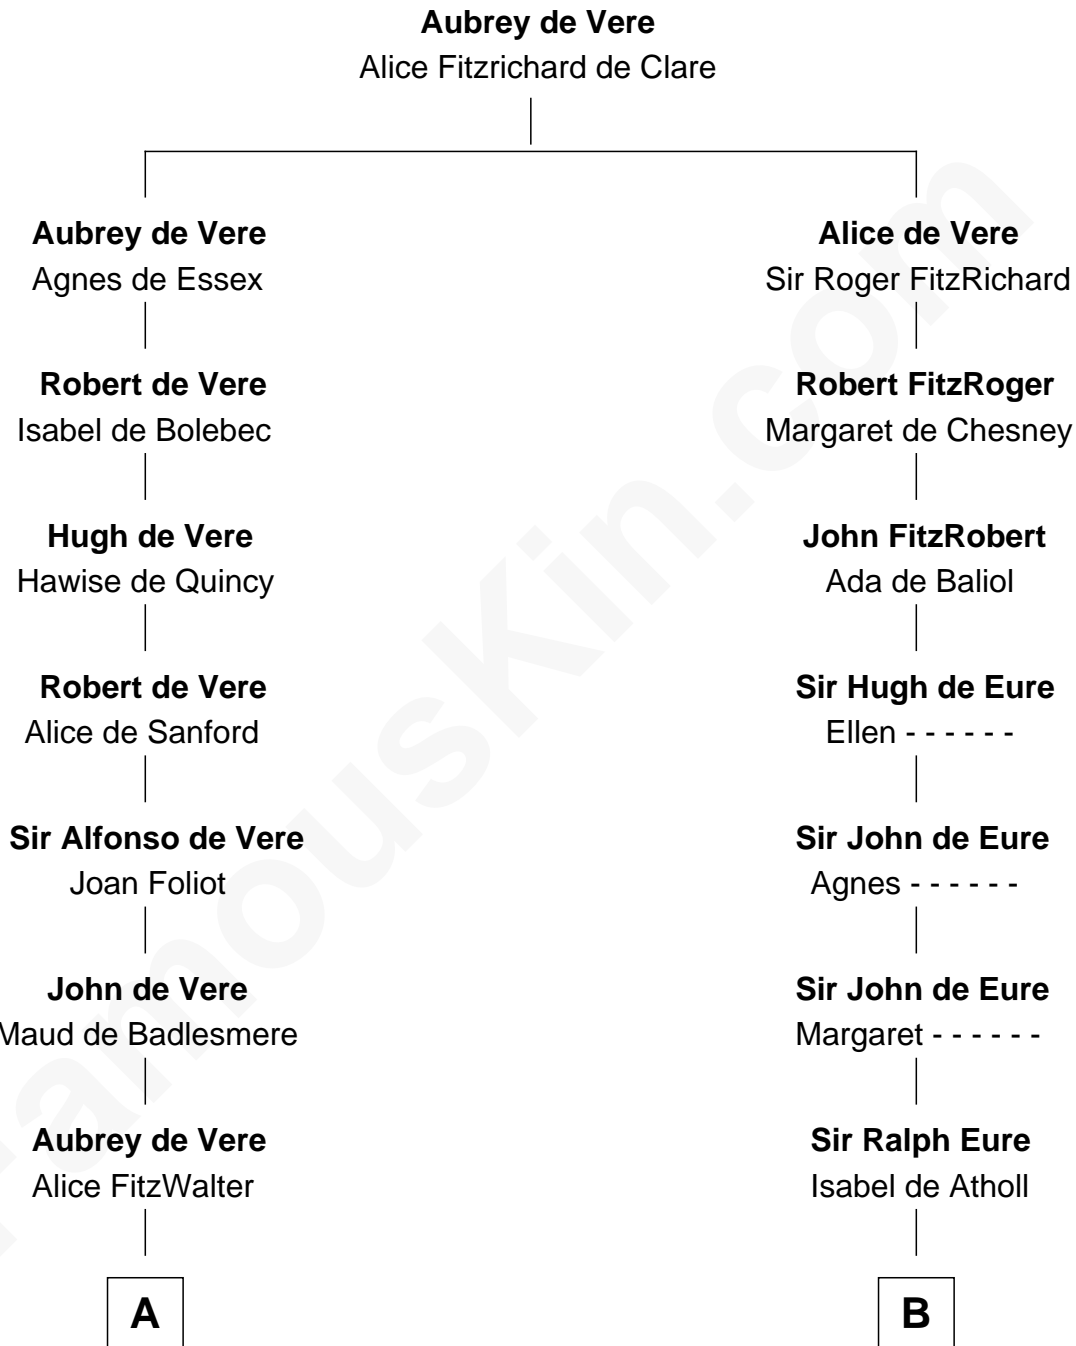 Aubrey de Vere
Alice Fitzrichard de Clare
Aubrey de Vere
Agnes de Essex
Robert de Vere
Isabel de Bolebec
Hugh de Vere
Hawise de Quincy
Robert de Vere
Alice de Sanford
Sir Alfonso de Vere
Joan Foliot
John de Vere
Maud de Badlesmere
Aubrey de Vere
Alice FitzWalter
A
Alice de Vere
Sir Roger FitzRichard
Robert FitzRoger
Margaret de Chesney
John FitzRobert
Ada de Baliol
Sir Hugh de Eure
Ellen - - - - - -
Sir John de Eure
Agnes - - - - - -
Sir John de Eure
Margaret - - - - - -
Sir Ralph Eure
Isabel de Atholl
B
FamousKin.com